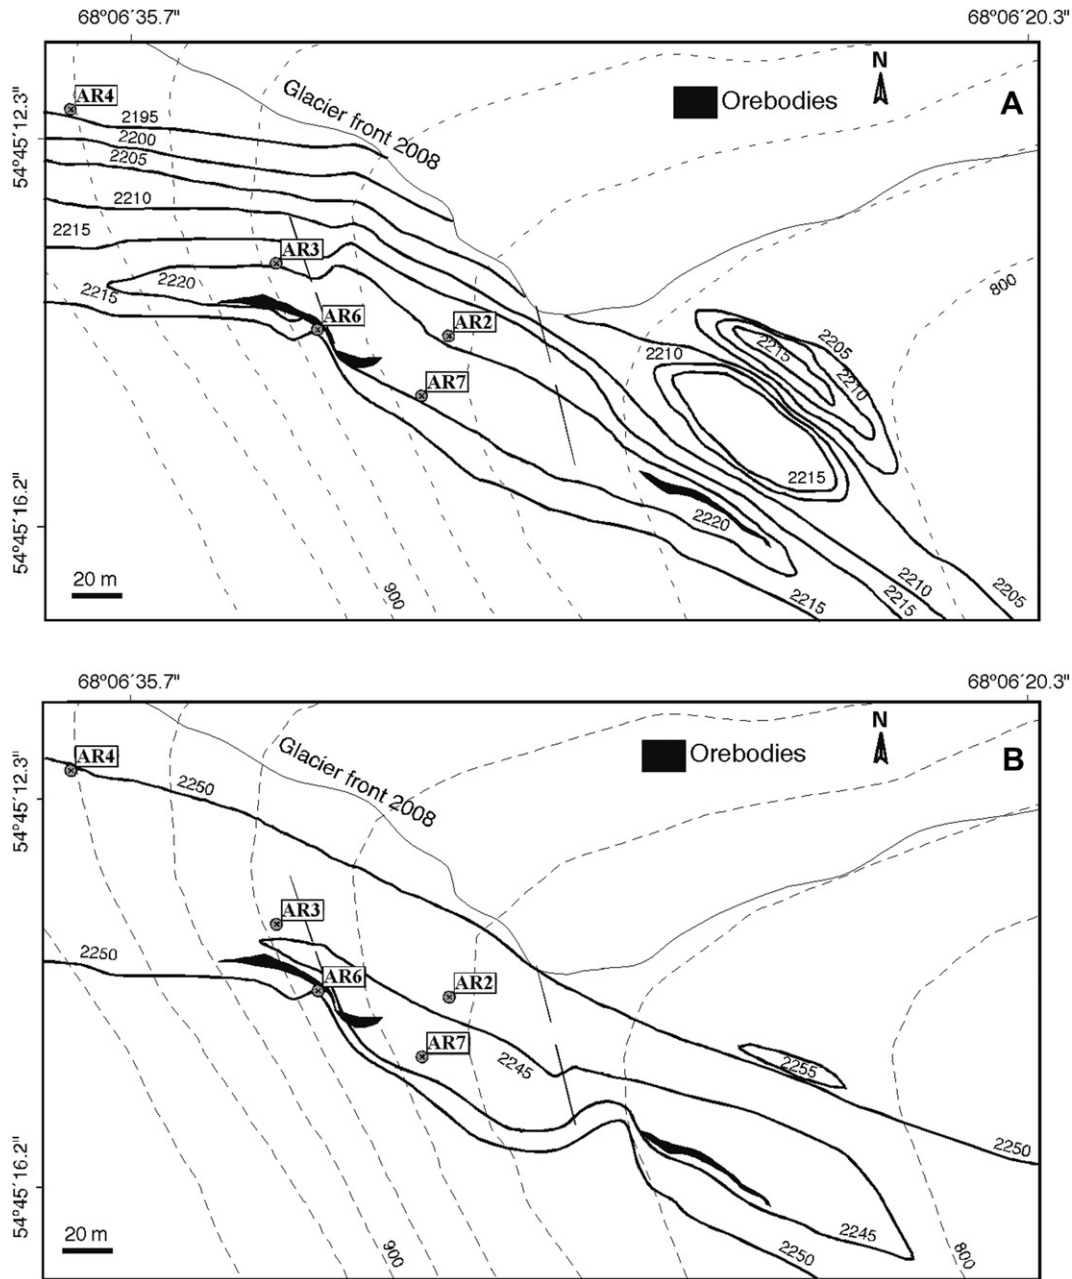 68º06´35.7"
68º06´20.3"
N
Orebodies
A
AR4
Glacier front 2008
54º45´12.3"
2195
2200
2205
2210
2215
AR3
2220
2215
800
AR6
AR2
2205
2215
2210
2210
AR7
2215
2220
54º45´16.2"
20 m
900
2210
2205
2215
2215
68º06´35.7"
68º06´20.3"
N
Orebodies
B
AR4
Glacier front 2008
2250
54º45´12.3"
AR3
2250
AR6
AR2
AR7
2245
2255
2250
54º45´16.2"
20 m
900
2245
2250
800